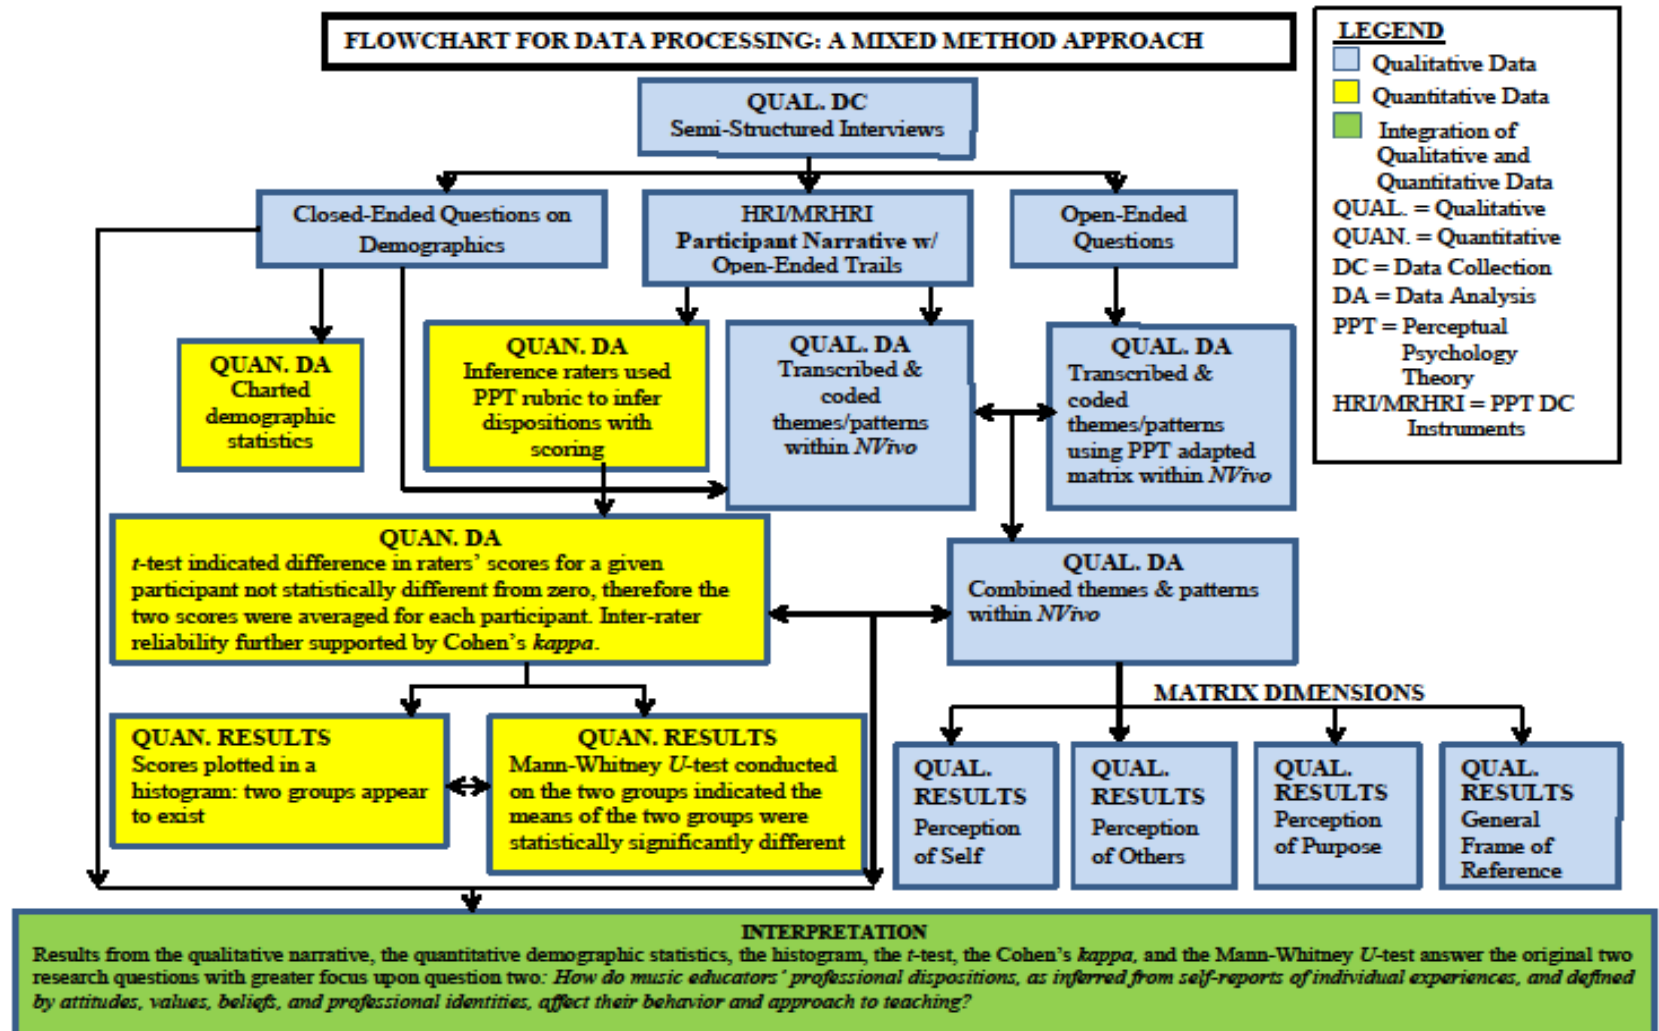 FLOWCHART FOR DATA PROCESSING: A MIXED METHOD APPROACH
LEGEND
Qualitative Data
Quantitative Data
Integration of
Qualitative and
Quantitative Data
QUAL. = Qualitative
QUAN. = Quantitative
DC = Data Collection
DA = Data Analysis
PPT = Perceptual
Psychology
Theory
HRI/MRHRI = PPT DC
Instruments
QUAL. DC
Semi-Structured Interviews
Closed-Ended Questions on
Demographics
HRI/MRHRI
Participant Narrative w/
Open-Ended Trails
Open-Ended
Questions
QUAN. DA
Charted
demographic
statistics
QUAN. DA
Inference raters used
PPT rubric to infer
dispositions with
scoring
QUAL. DA
Transcribed &
coded
themes/patterns
within NVivo
QUAL. DA
Transcribed &
coded
themes/patterns
using PPT adapted
matrix within NVivo
QUAN. DA
t-test indicated difference in raters' scores for a given
participant not statistically different from zero, therefore the
two scores were averaged for each participant. Inter-rater
reliability further supported by Cohen's kappa.
QUAL. DA
Combined themes & patterns
within NVivo
MATRIX DIMENSIONS
QUAN. RESULTS
Scores plotted in a
histogram: two groups appear
to exist
QUAN. RESULTS
Mann-Whitney U-test conducted
on the two groups indicated the
means of the two groups were
statistically significantly different
QUAL.
RESULTS
Perception
of Self
QUAL.
RESULTS
Perception
of Others
QUAL.
RESULTS
Perception
of Purpose
QUAL.
RESULTS
General
Frame of
Reference
INTERPRETATION
Results from the qualitative narrative, the quantitative demographic statistics, the histogram, the t-test, the Cohen's kappa, and the Mann-Whitney U-test answer the original two
research questions with greater focus upon question two: How do music educators' professional dispositions, as inferred from self-reports of individual experiences, and defined
by attitudes, values, beliefs, and professional identities, affect their behavior and approach to teaching?